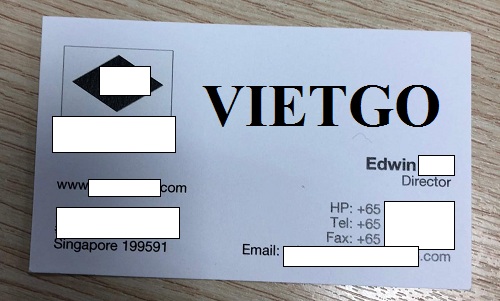 VIETGO
Edwin
Director
www. com
HP: +65
Tel: +65
Fax: +65
Singapore 199591
Email: .com